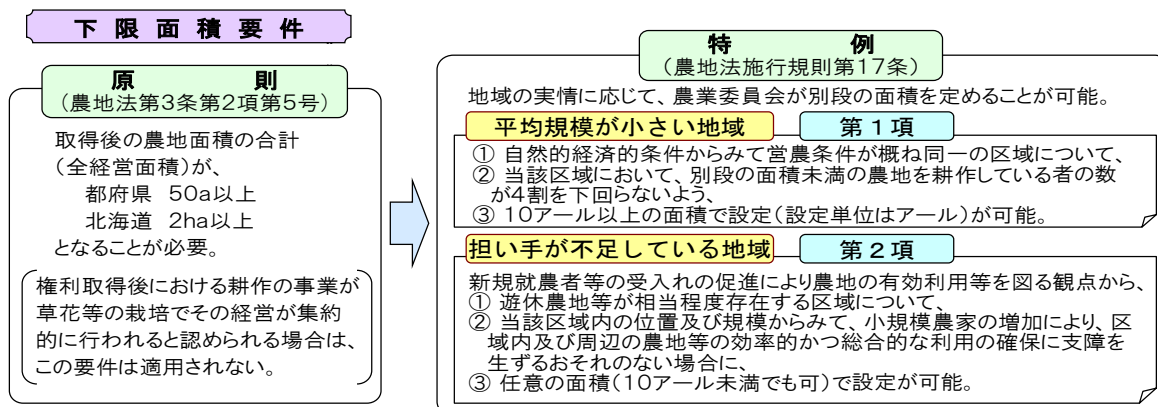 下限面積要件
原則
(農地法第3条第2項第5号)
取得後の農地面積の合計
(全経営面積)が、
都府県 50a以上
北海道 2ha以上
となることが必要。
権利取得後における耕作の事業が
草花等の栽培でその経営が集約
的に行われると認められる場合は、
この要件は適用されない。
特例
(農地法施行規則第17条)
地域の実情に応じて、農業委員会が別段の面積を定めることが可能。
平均規模が小さい地域 第1項
① 自然的経済的条件からみて営農条件が概ね同一の区域について、
② 当該区域において、別段の面積未満の農地を耕作している者の数
が4割を下回らないよう、
③ 10アール以上の面積で設定(設定単位はアール)が可能。
担い手が不足している地域 第2項
新規就農者等の受入れの促進により農地の有効利用等を図る観点から、
① 遊休農地等が相当程度存在する区域について、
② 当該区域内の位置及び規模からみて、小規模農家の増加により、区
域内及び周辺の農地等の効率的かつ総合的な利用の確保に支障を
生ずるおそれのない場合に、
③ 任意の面積(10アール未満でも可)で設定が可能。